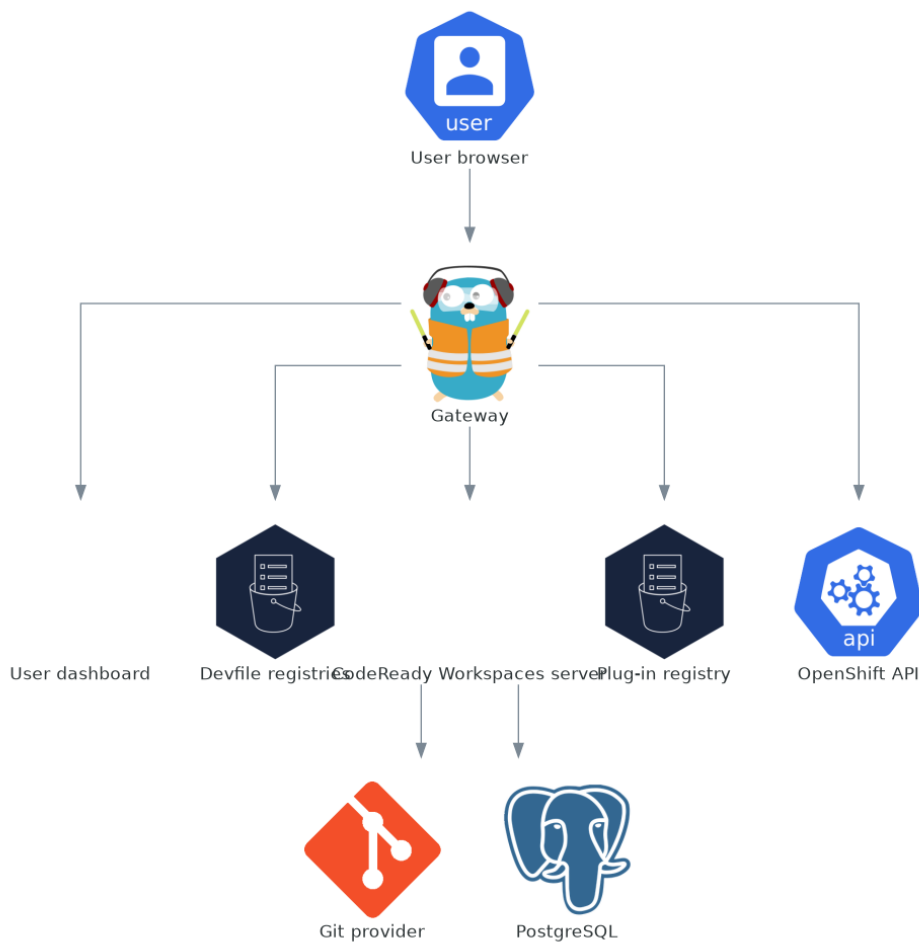 user
User browser
Gateway
User dashboard
Devfile registries
CodeReady Workspaces server
Plug-in registry
api
OpenShift API
Git provider
PostgreSQL